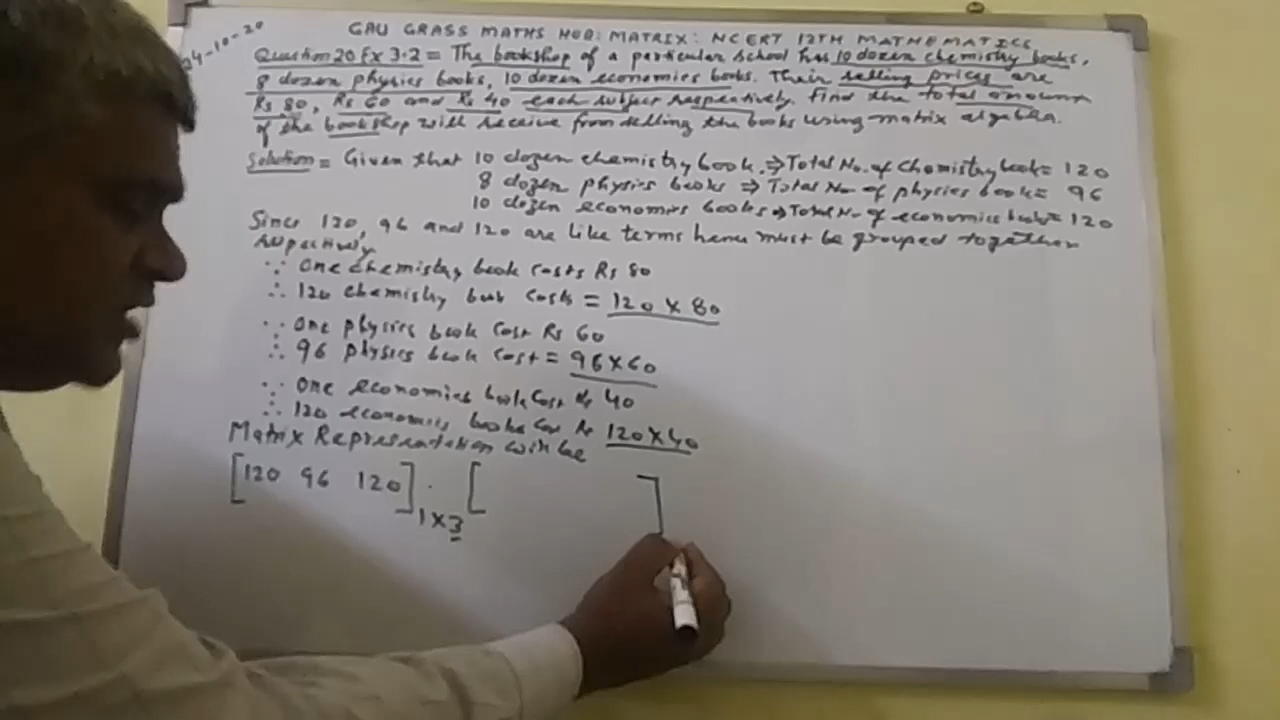 24-10-20
GAU GRASS MATHS HUB: MATRIX: NCERT 12TH MATHEMATICS
Question 20 Ex 3.2 = The bookshop of a particular school has 10 dozen chemistry books,
8 dozen physics books, 10 dozen economics books. Their selling prices are
Rs 80, Rs 60 and Rs 40 each subject respectively. Find the total amount
of the bookshop will receive from selling the books using matrix algebra.
Solution = Given that 10 dozen chemistry book. ⇒ Total No. of Chemistry book = 120
8 dozen physics books ⇒ Total No of physics book = 96
10 dozen economics books ⇒ Total No of economics book = 120
Since 120, 96 and 120 are like terms hence must be grouped together
respectively
∵ One chemistry book costs Rs 80
∴ 120 chemistry book costs = 120 × 80
∵ One physics book cost Rs 60
∴ 96 physics book cost = 96×60
∵ One economics book cost Rs 40
∴ 120 economics books cost Rs 120×40
Matrix Representation will be
[120 96 120]1×3 . [ ]